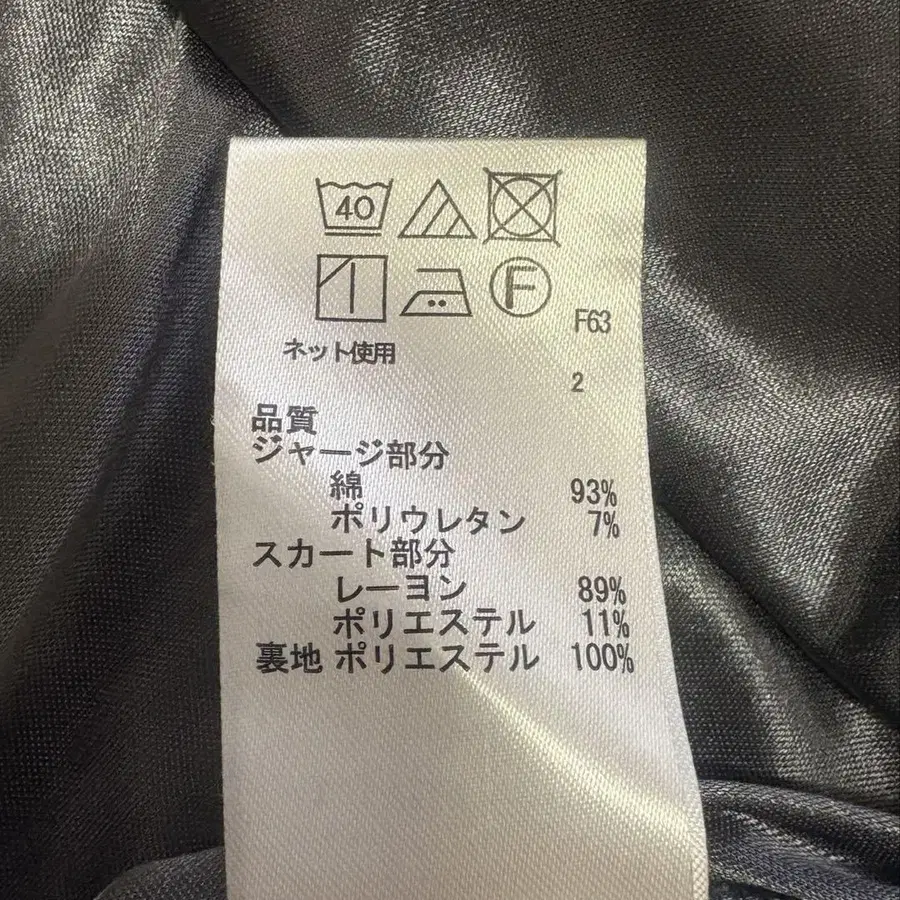 40
F
F63
ネット使用
2
品質
ジャージ部分
綿 93%
ポリウレタン 7%
スカート部分
レーヨン 89%
ポリエステル 11%
裏地 ポリエステル 100%